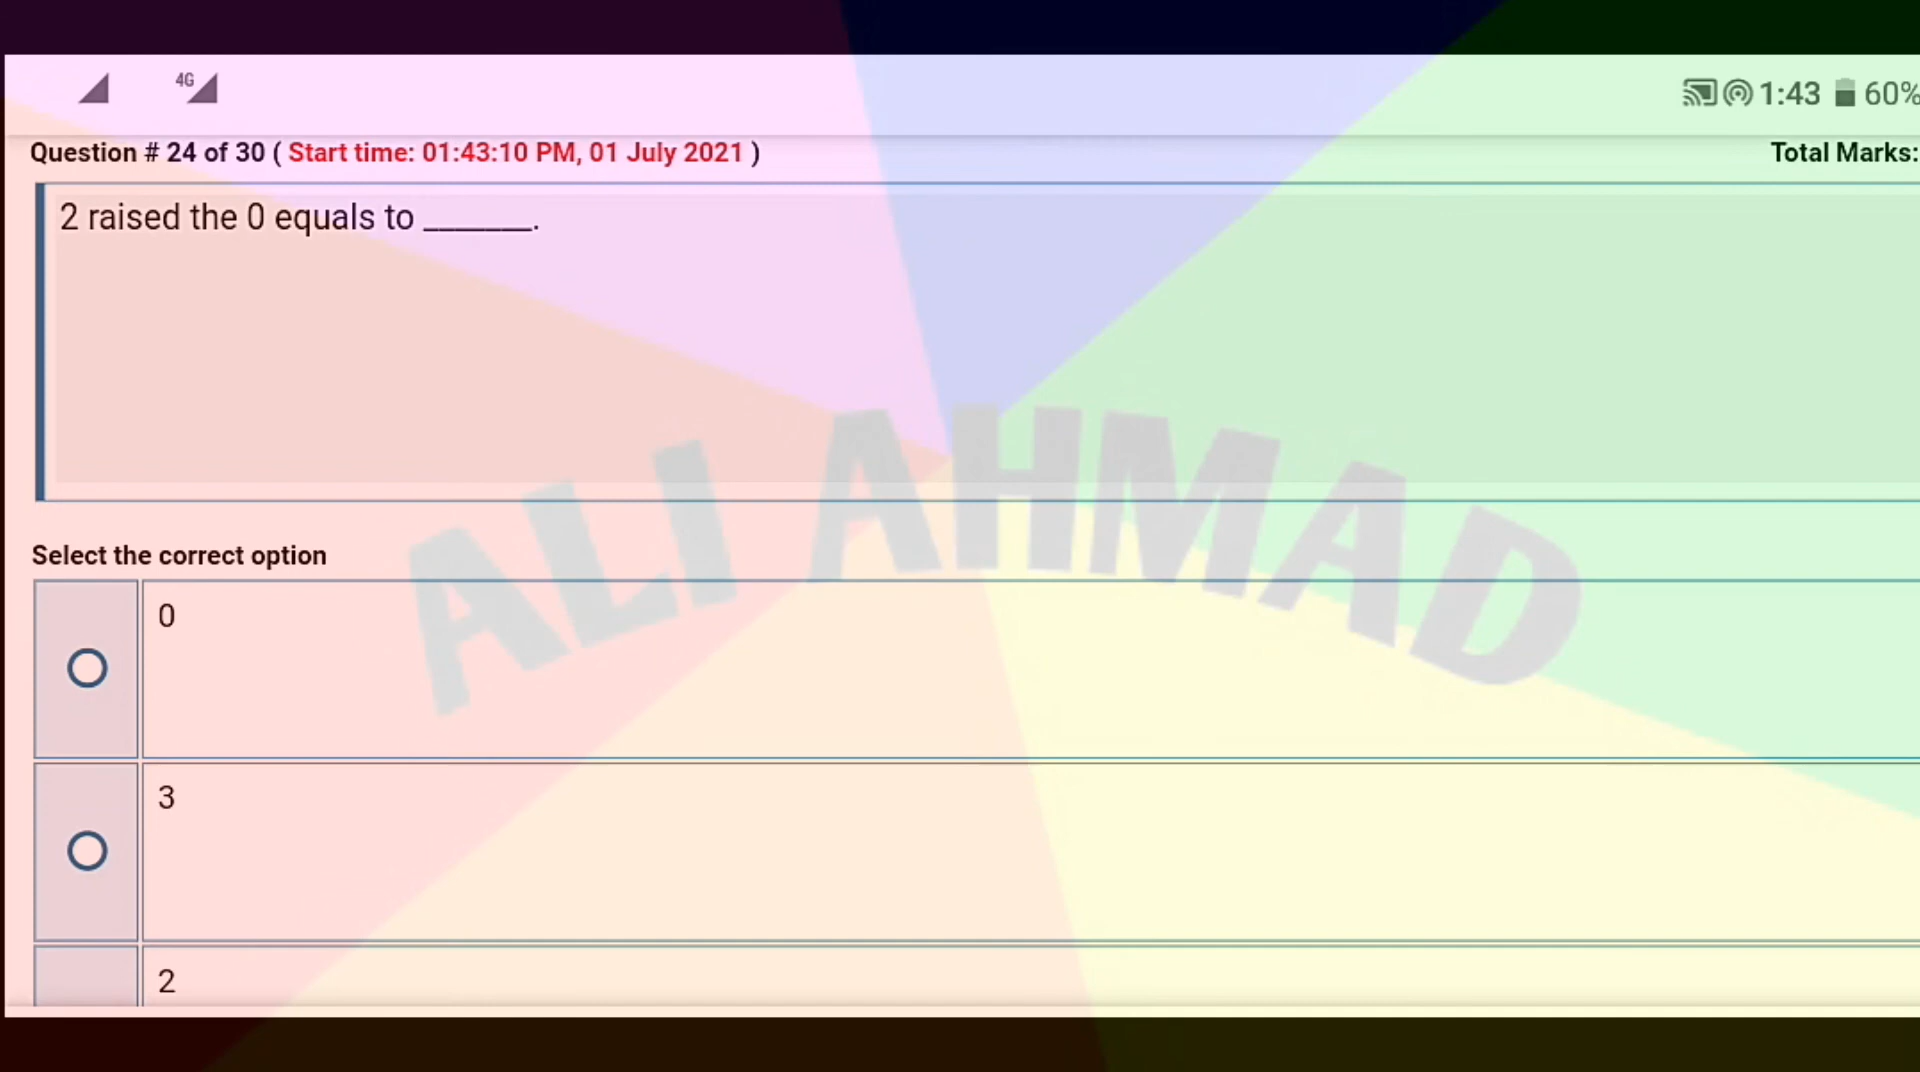 4G 1:43 60%
Question # 24 of 30 ( Start time: 01:43:10 PM, 01 July 2021 ) Total Marks:
2 raised the 0 equals to _______.
ALI AHMAD
Select the correct option
0
3
2